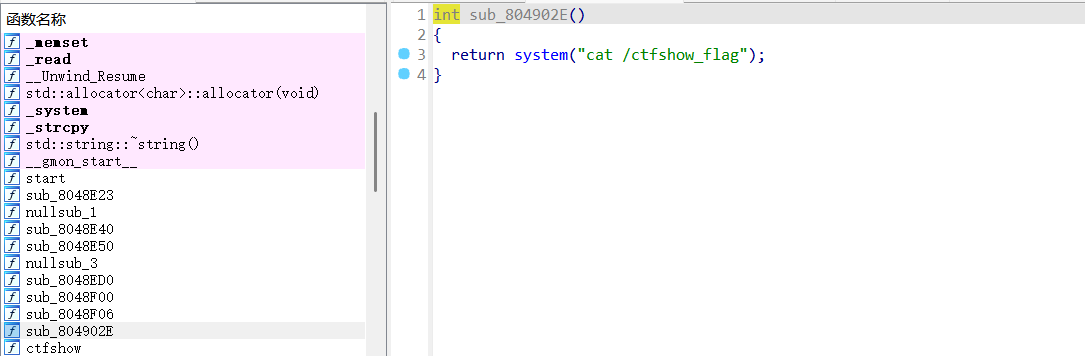 函数名称
_memset
_read
__Unwind_Resume
std::allocator<char>::allocator(void)
_system
_strcpy
std::string::~string()
__gmon_start__
start
sub_8048E23
nullsub_1
sub_8048E40
sub_8048E50
nullsub_3
sub_8048ED0
sub_8048F00
sub_8048F06
sub_804902E
ctfshow
1 int sub_804902E()
2 {
3 return system("cat /ctfshow_flag");
4 }